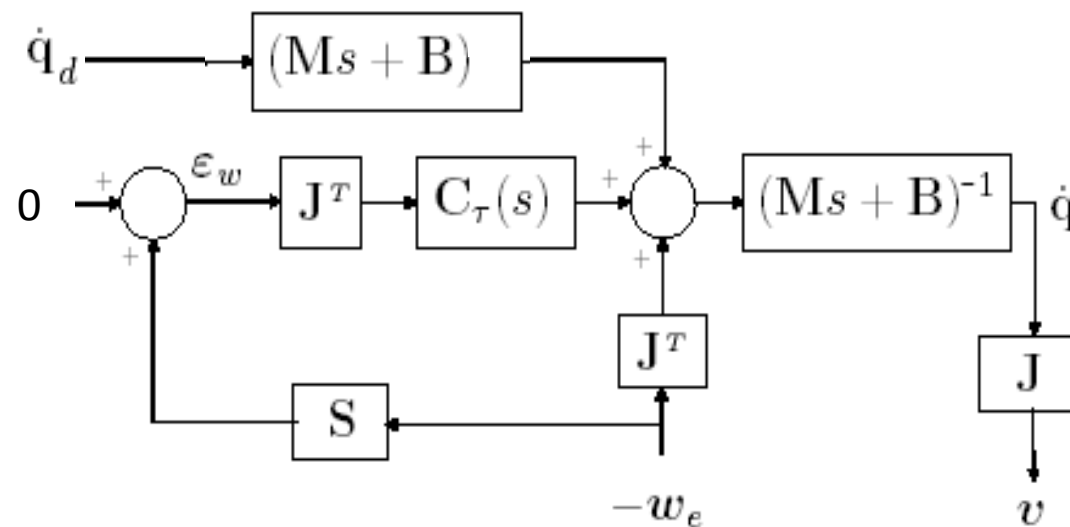 q̇_d
(Ms + B)
0
+
ε_w
J^T
C_τ(s)
+
+
(Ms + B)^-1
q̇
+
+
J^T
J
S
-w_e
v